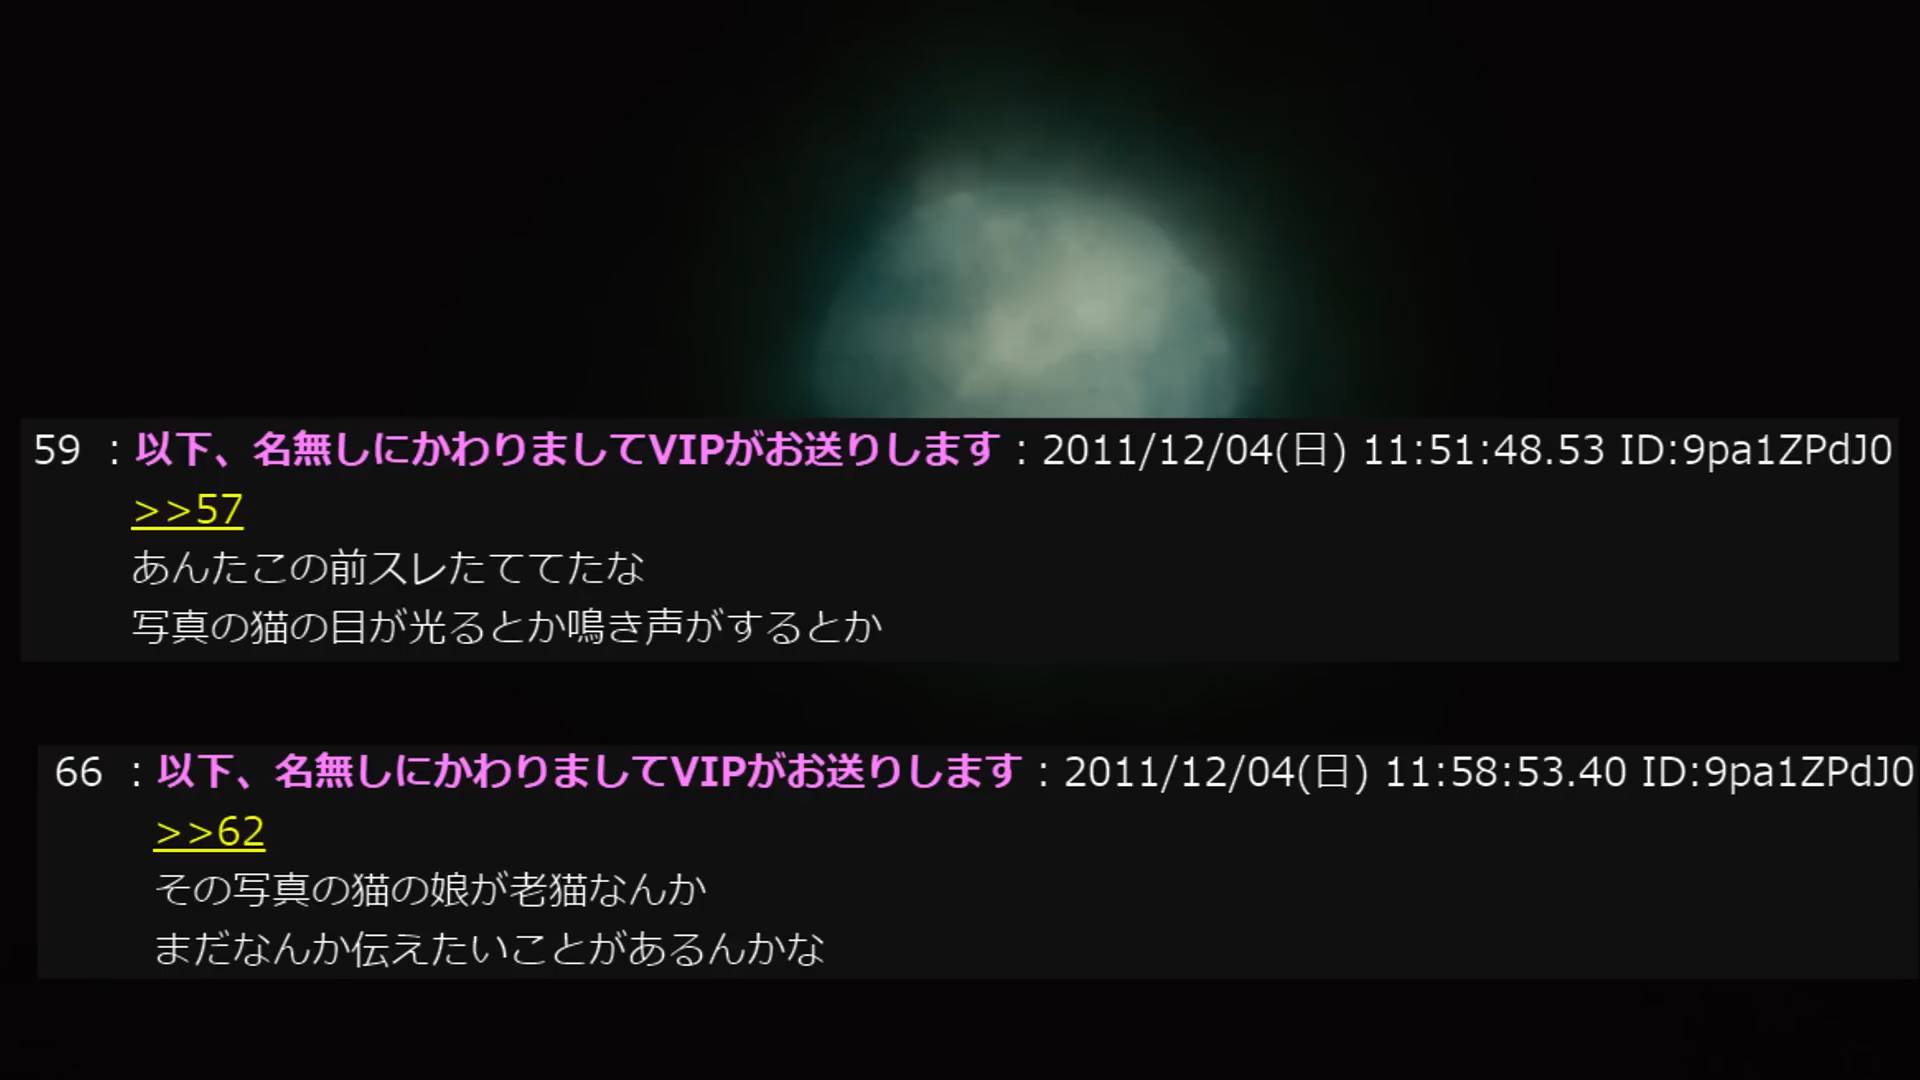 59 ：以下、名無しにかわりましてVIPがお送りします：2011/12/04(日) 11:51:48.53 ID:9pa1ZPdJ0
>>57
あんたこの前スレたててたな
写真の猫の目が光るとか鳴き声がするとか
66 ：以下、名無しにかわりましてVIPがお送りします：2011/12/04(日) 11:58:53.40 ID:9pa1ZPdJ0
>>62
その写真の猫の娘が老猫なんか
まだなんか伝えたいことがあるんかな